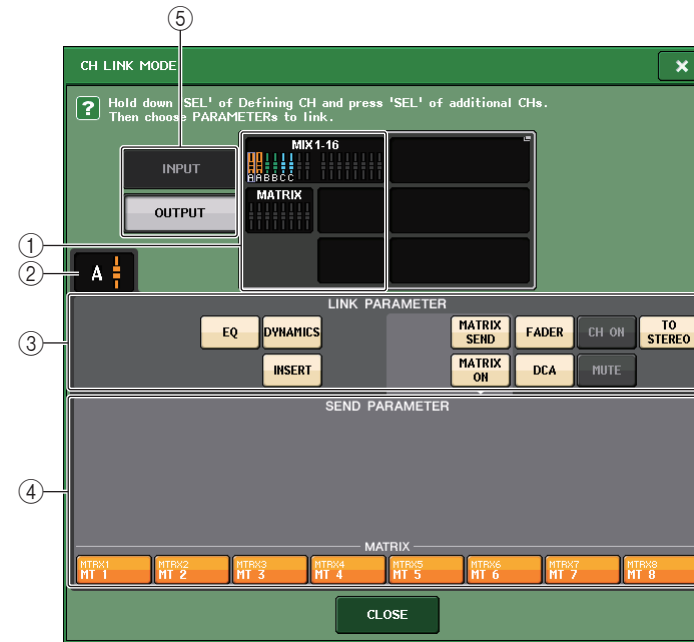 ⑤
CH LINK MODE
×
? Hold down 'SEL' of Defining CH and press 'SEL' of additional CHs.
Then choose PARAMETERs to link.
INPUT
OUTPUT
MIX1-16
AABBCC
MATRIX
①
②
A
③
LINK PARAMETER
EQ
DYNAMICS
MATRIX SEND
FADER
CH ON
TO STEREO
INSERT
MATRIX ON
DCA
MUTE
④
SEND PARAMETER
MATRIX
MTRX1 MTRX2 MTRX3 MTRX4 MTRX5 MTRX6 MTRX7 MTRX8
MT 1 MT 2 MT 3 MT 4 MT 5 MT 6 MT 7 MT 8
CLOSE